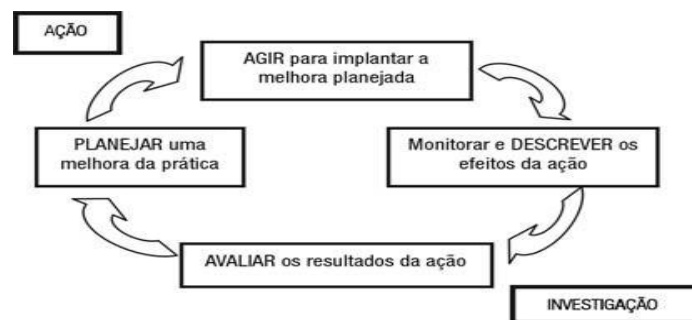 AÇÃO
AGIR para implantar a
melhora planejada
PLANEJAR uma
melhora da prática
Monitorar e DESCREVER os
efeitos da ação
AVALIAR os resultados da ação
INVESTIGAÇÃO